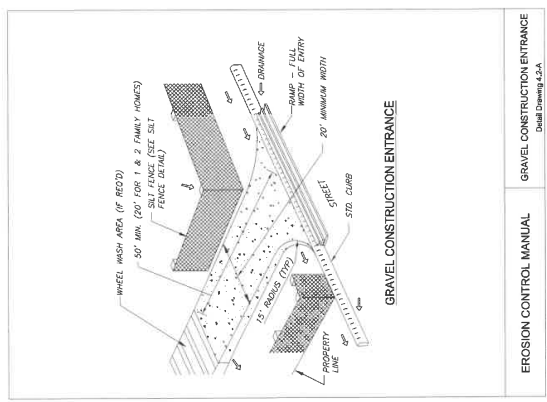 WHEEL WASH AREA (IF REQ'D)
50' MIN. (20' FOR 1 & 2 FAMILY HOMES)
SILT FENCE (SEE SILT
FENCE DETAIL)
DRAINAGE
RAMP – FULL
WIDTH OF ENTRY
20' MINIMUM WIDTH
15' RADIUS (TYP)
STREET
STD. CURB
PROPERTY
LINE
GRAVEL CONSTRUCTION ENTRANCE
EROSION CONTROL MANUAL
GRAVEL CONSTRUCTION ENTRANCE
Detail Drawing 4.2-A